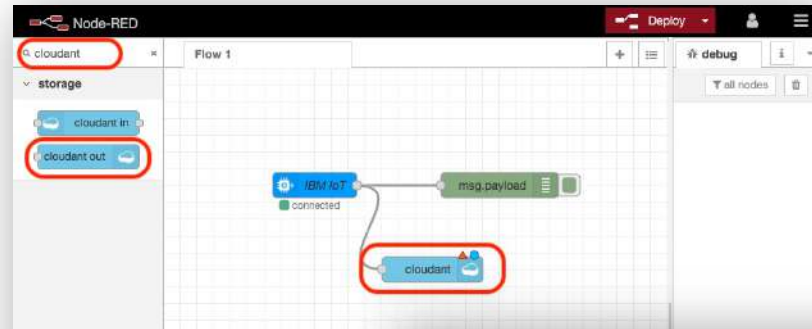 Node-RED
Deploy
cloudant
Flow 1
debug
i
storage
all nodes
cloudant in
cloudant out
IBM IoT
msg.payload
connected
cloudant